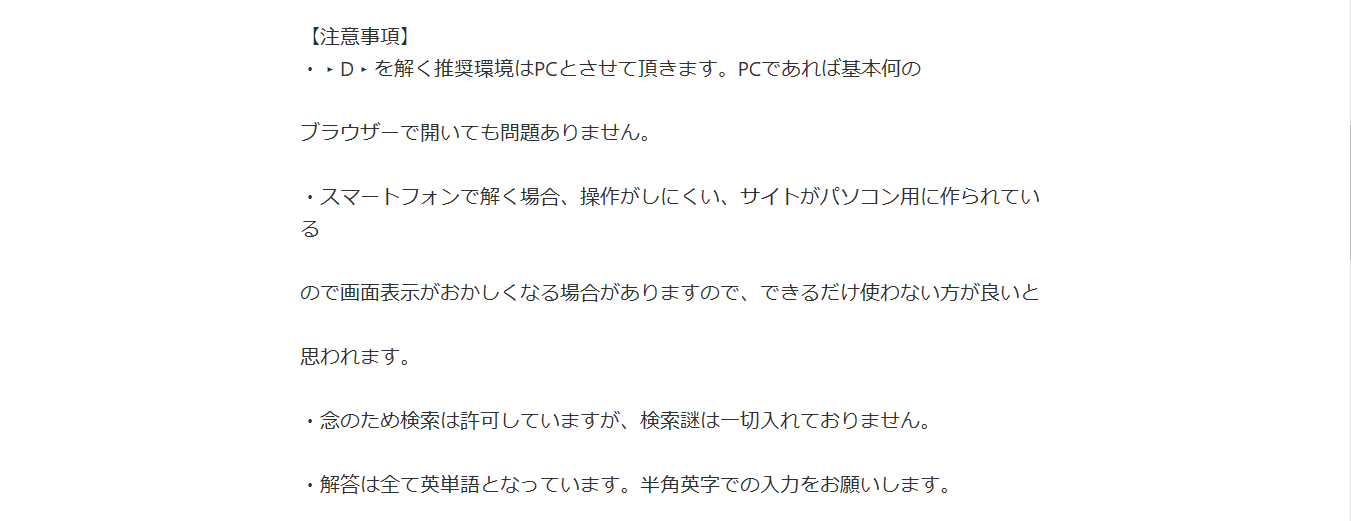 【注意事項】
・‣D‣を解く推奨環境はPCとさせて頂きます。PCであれば基本何の
ブラウザーで開いても問題ありません。
・スマートフォンで解く場合、操作がしにくい、サイトがパソコン用に作られてい
る
ので画面表示がおかしくなる場合がありますので、できるだけ使わない方が良いと
思われます。
・念のため検索は許可していますが、検索謎は一切入れておりません。
・解答は全て英単語となっています。半角英字での入力をお願いします。